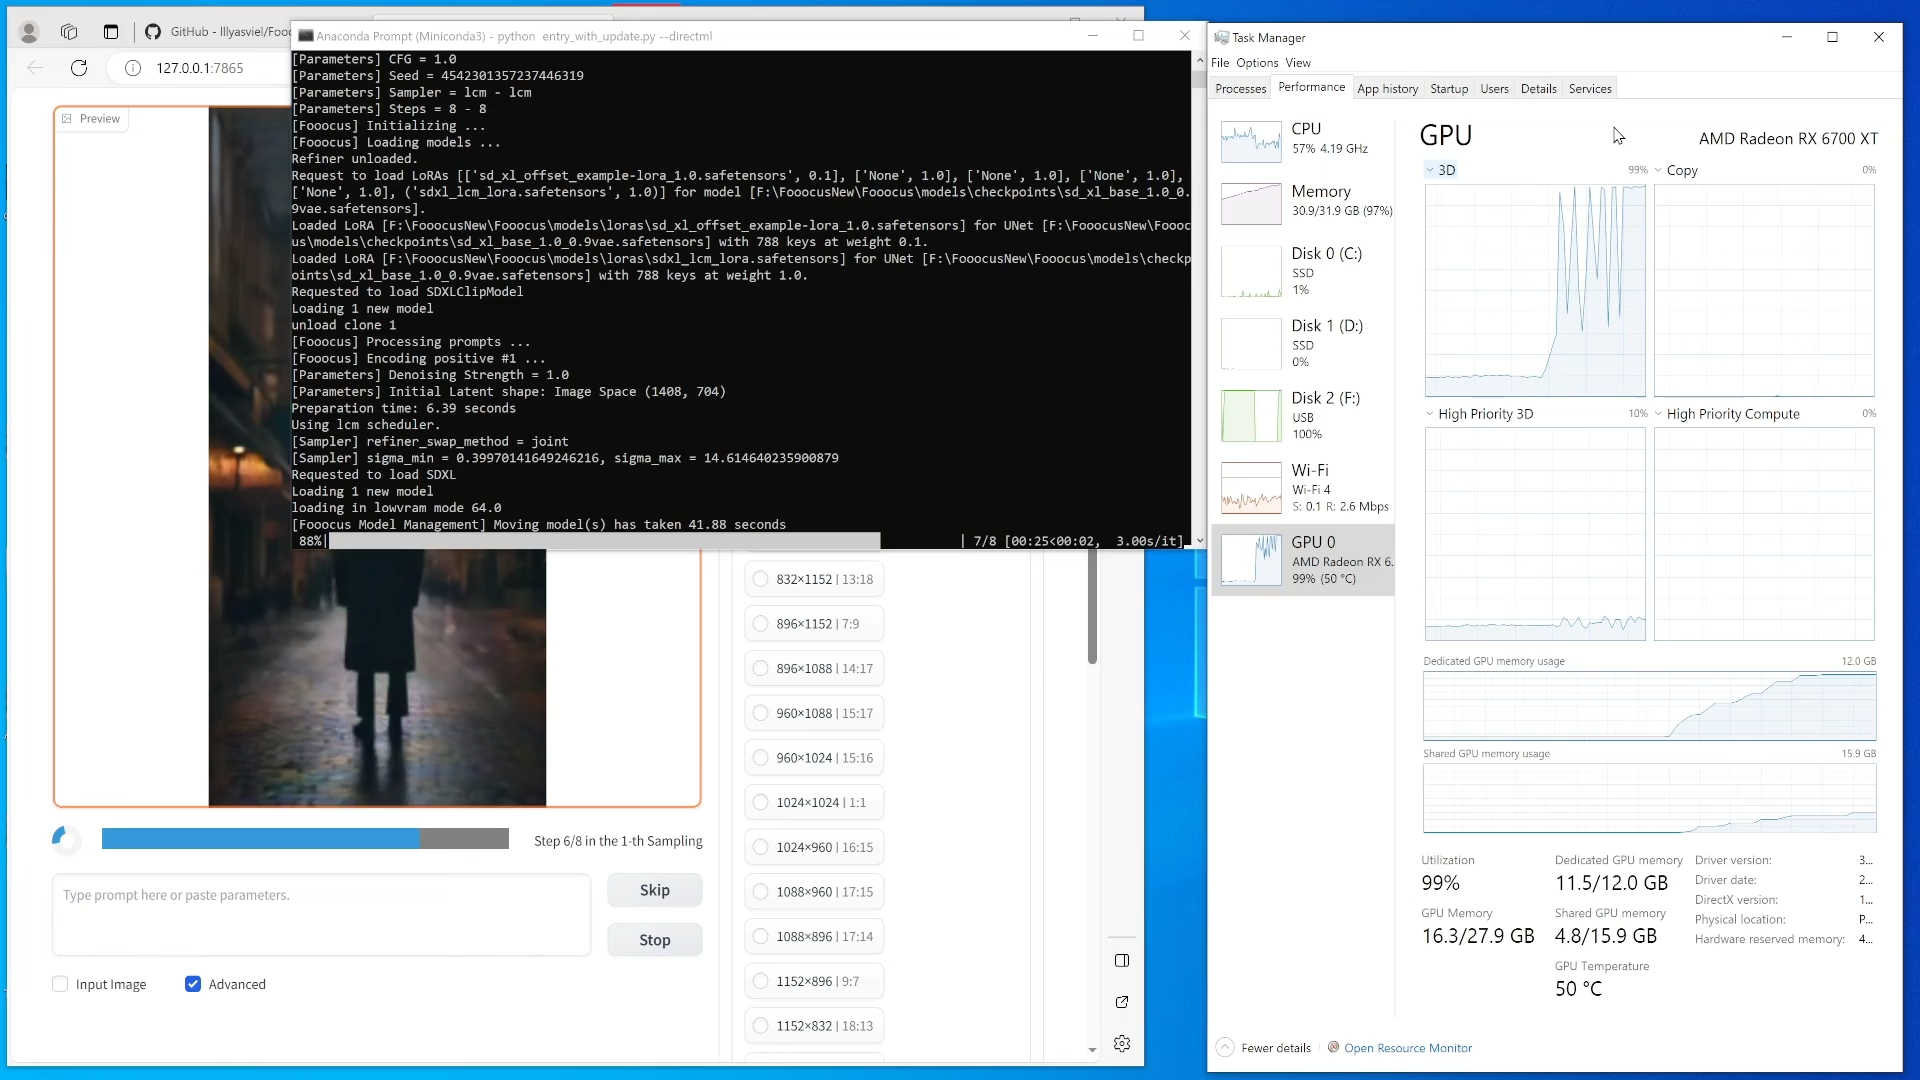 GitHub - lllyasviel/Fooo
127.0.0.1:7865
Preview
Anaconda Prompt (Miniconda3) - python  entry_with_update.py --directml
[Parameters] CFG = 1.0
[Parameters] Seed = 4542301357237446319
[Parameters] Sampler = lcm - lcm
[Parameters] Steps = 8 - 8
[Fooocus] Initializing ...
[Fooocus] Loading models ...
Refiner unloaded.
Request to load LoRAs [['sd_xl_offset_example-lora_1.0.safetensors', 0.1], ['None', 1.0], ['None', 1.0],
['None', 1.0], ('sdxl_lcm_lora.safetensors', 1.0)] for model [F:\FooocusNew\Fooocus\models\checkpoints\sd_xl_base_1.0_0.
9vae.safetensors].
Loaded LoRA [F:\FooocusNew\Fooocus\models\loras\sd_xl_offset_example-lora_1.0.safetensors] for UNet [F:\FooocusNew\Foooc
us\models\checkpoints\sd_xl_base_1.0_0.9vae.safetensors] with 788 keys at weight 0.1.
Loaded LoRA [F:\FooocusNew\Fooocus\models\loras\sdxl_lcm_lora.safetensors] for UNet [F:\FooocusNew\Fooocus\models\checkp
oints\sd_xl_base_1.0_0.9vae.safetensors] with 788 keys at weight 1.0.
Requested to load SDXLClipModel
Loading 1 new model
unload clone 1
[Fooocus] Processing prompts ...
[Fooocus] Encoding positive #1 ...
[Parameters] Denoising Strength = 1.0
[Parameters] Initial Latent shape: Image Space (1408, 704)
Preparation time: 6.39 seconds
Using lcm scheduler.
[Sampler] refiner_swap_method = joint
[Sampler] sigma_min = 0.39970141649246216, sigma_max = 14.614640235900879
Requested to load SDXL
Loading 1 new model
loading in lowvram mode 64.0
[Fooocus Model Management] Moving model(s) has taken 41.88 seconds
88%| | 7/8 [00:25<00:02,  3.00s/it]
832×1152 | 13:18
896×1152 | 7:9
896×1088 | 14:17
960×1088 | 15:17
960×1024 | 15:16
1024×1024 | 1:1
1024×960 | 16:15
1088×960 | 17:15
1088×896 | 17:14
1152×896 | 9:7
1152×832 | 18:13
Step 6/8 in the 1-th Sampling
Type prompt here or paste parameters.
Skip
Stop
Input Image
Advanced
Task Manager
File Options View
Processes Performance App history Startup Users Details Services
CPU
57% 4.19 GHz
Memory
30.9/31.9 GB (97%)
Disk 0 (C:)
SSD
1%
Disk 1 (D:)
SSD
0%
Disk 2 (F:)
USB
100%
Wi-Fi
Wi-Fi 4
S: 0.1 R: 2.6 Mbps
GPU 0
AMD Radeon RX 6.
99% (50 °C)
GPU
AMD Radeon RX 6700 XT
3D 99%
Copy 0%
High Priority 3D 10%
High Priority Compute 0%
Dedicated GPU memory usage 12.0 GB
Shared GPU memory usage 15.9 GB
Utilization
99%
Dedicated GPU memory
11.5/12.0 GB
GPU Memory
16.3/27.9 GB
Shared GPU memory
4.8/15.9 GB
GPU Temperature
50 °C
Driver version: 3...
Driver date: 2...
DirectX version: 1...
Physical location: P...
Hardware reserved memory: 4...
Fewer details
Open Resource Monitor